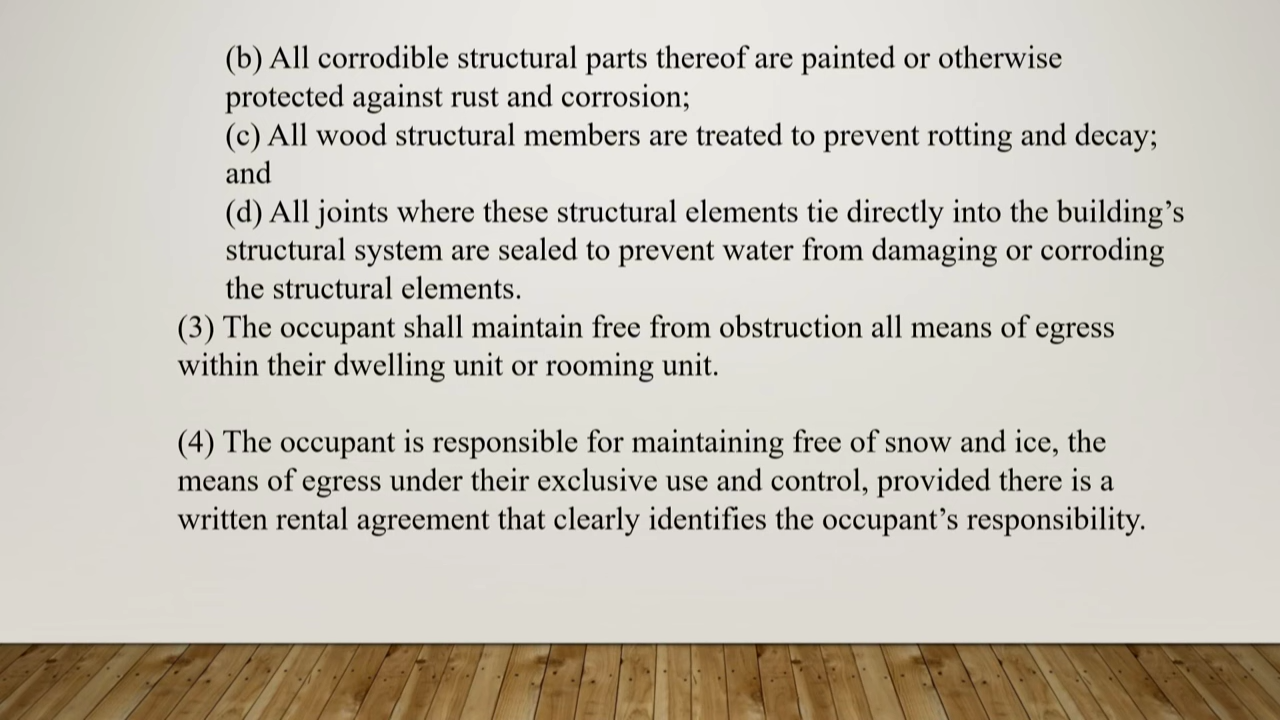 (b) All corrodible structural parts thereof are painted or otherwise
protected against rust and corrosion;
(c) All wood structural members are treated to prevent rotting and decay;
and
(d) All joints where these structural elements tie directly into the building’s
structural system are sealed to prevent water from damaging or corroding
the structural elements.
(3) The occupant shall maintain free from obstruction all means of egress
within their dwelling unit or rooming unit.
(4) The occupant is responsible for maintaining free of snow and ice, the
means of egress under their exclusive use and control, provided there is a
written rental agreement that clearly identifies the occupant’s responsibility.